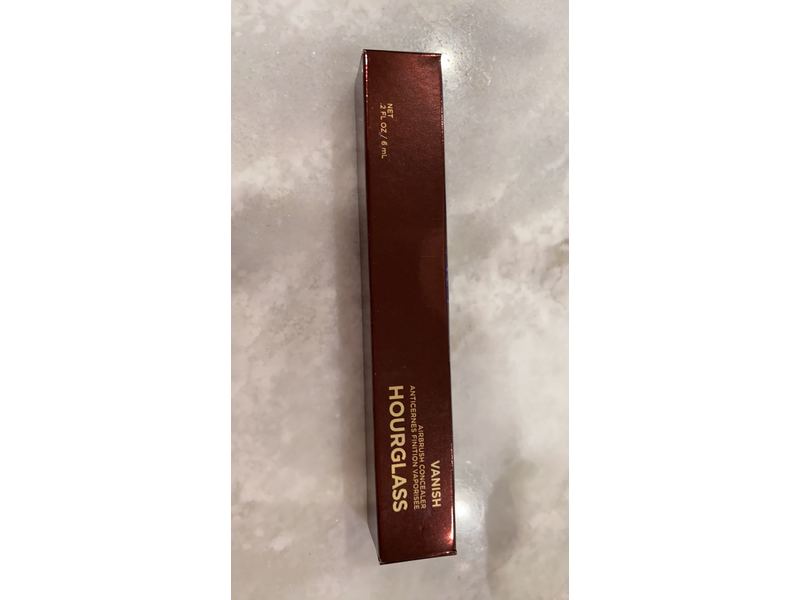 VANISH
AIRBRUSH CONCEALER
ANTICERNES FINITION VAPORISÉE
HOURGLASS
NET
.2 FL OZ / 6 mL